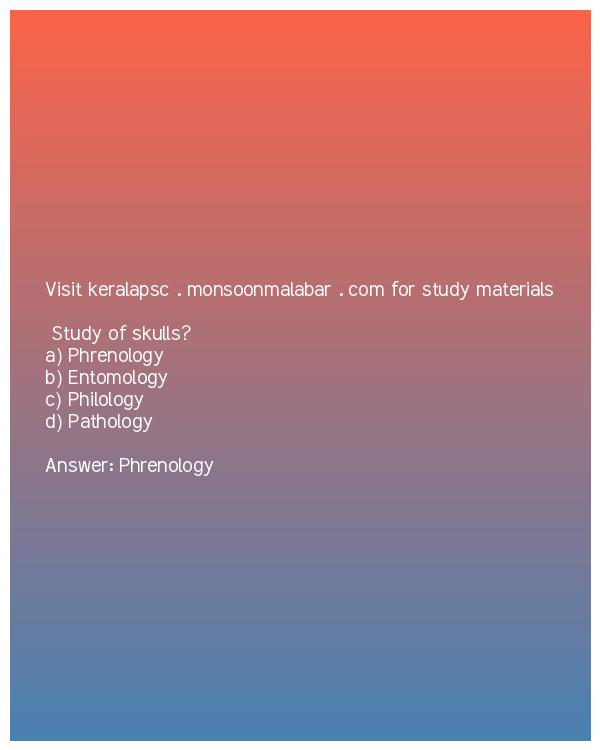 Visit keralapsc .monsoonmalabar .com for study materials
Study of skulls?
a) Phrenology
b) Entomology
c) Philology
d) Pathology
Answer: Phrenology